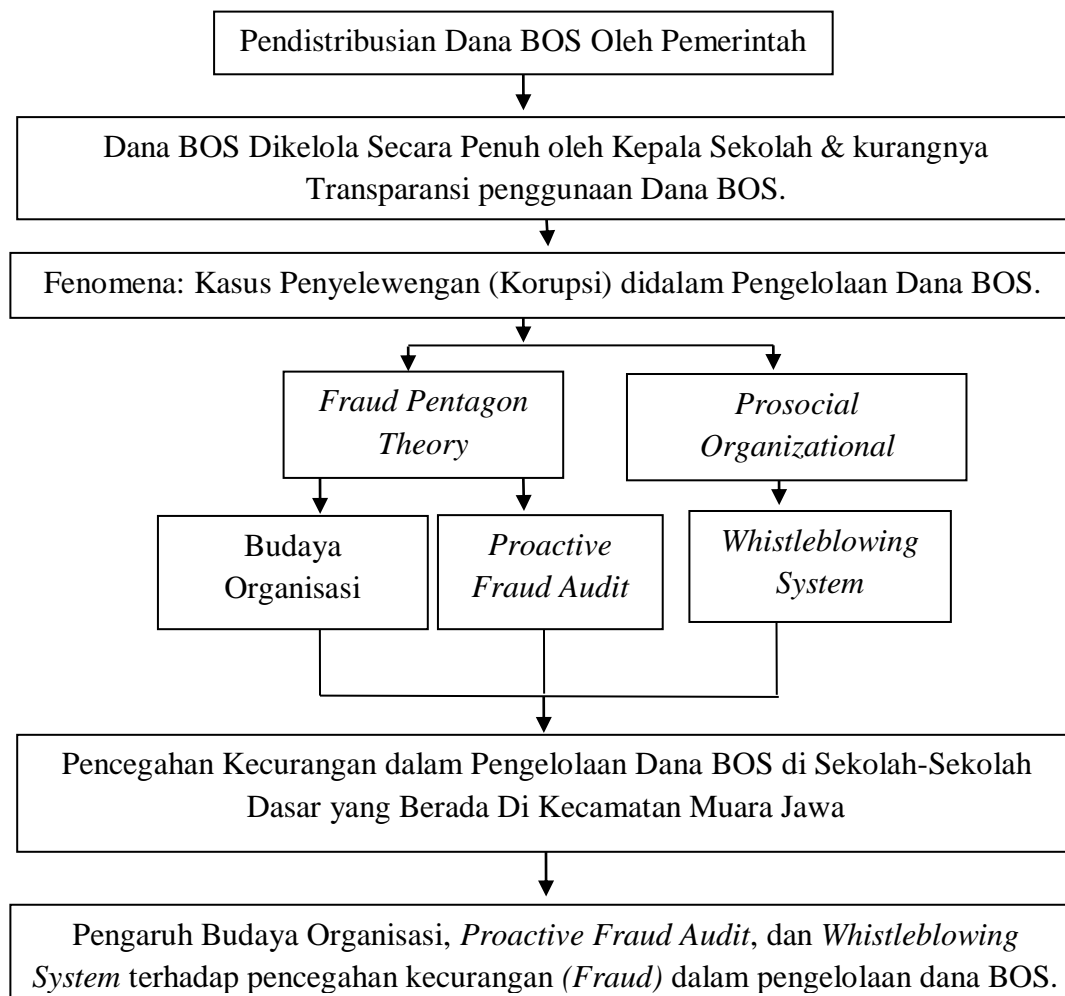 Pendistribusian Dana BOS Oleh Pemerintah
Dana BOS Dikelola Secara Penuh oleh Kepala Sekolah & kurangnya
Transparansi penggunaan Dana BOS.
Fenomena: Kasus Penyelewengan (Korupsi) didalam Pengelolaan Dana BOS.
Fraud Pentagon
Theory
Prosocial
Organizational
Budaya
Organisasi
Proactive
Fraud Audit
Whistleblowing
System
Pencegahan Kecurangan dalam Pengelolaan Dana BOS di Sekolah-Sekolah
Dasar yang Berada Di Kecamatan Muara Jawa
Pengaruh Budaya Organisasi, Proactive Fraud Audit, dan Whistleblowing
System terhadap pencegahan kecurangan (Fraud) dalam pengelolaan dana BOS.